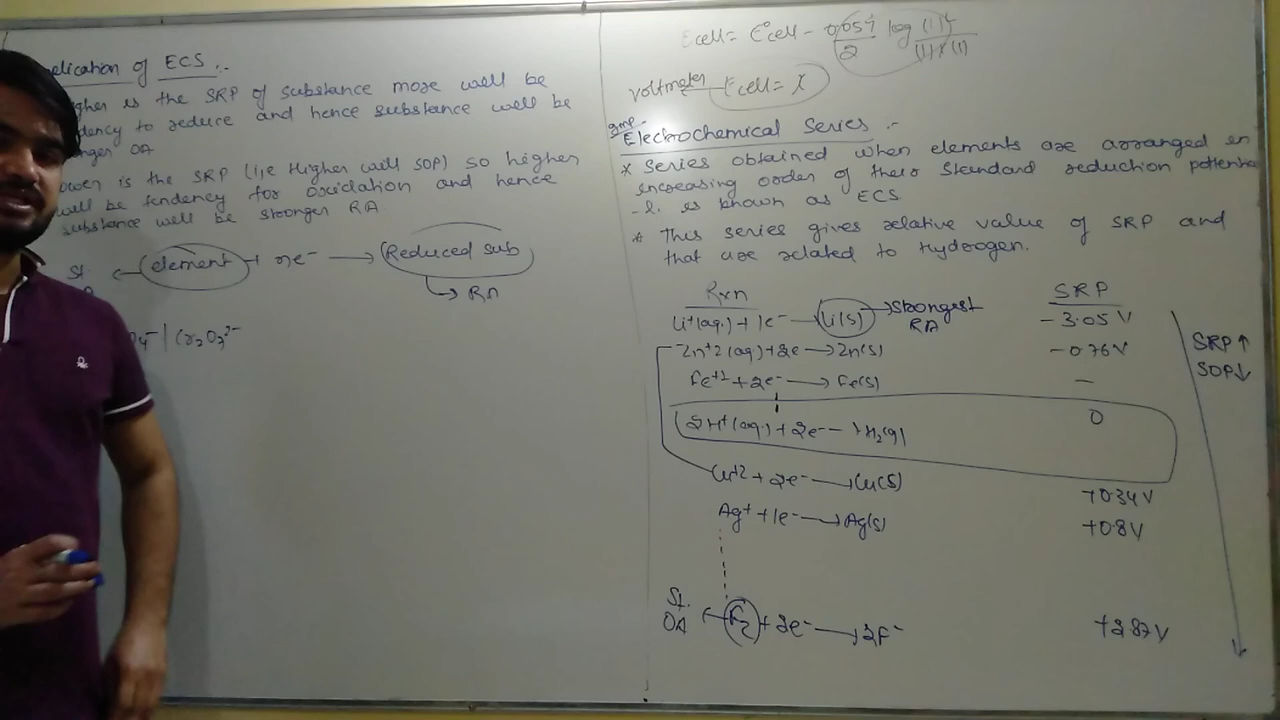 plication of ECS :-
gher is the SRP of substance more will be
dency to reduce and hence substance will be
onger OA
ower is the SRP (i,e Higher will SOP) so higher
will be tendency for oxidation and hence
substance will be stronger RA
St element + ne⁻ → Reduced sub
→ RA
O₄⁻ | Cr₂O₇²⁻
Ecell = E°cell - 0.059/2 log (1)/(1)x(1)
voltmeter Ecell = X
Imp.
Electrochemical Series :-
* Series obtained when elements are arranged in
increasing order of their standard reduction potential
is known as ECS
* This series gives relative value of SRP and
that are related to Hydrogen.
Rxn SRP
Li⁺(aq.) + 1e⁻ → Li(s) → Strongest RA - 3.05 V
Zn⁺2(aq) + 2e → Zn(s) - 0.76 V
Fe⁺² + 2e⁻ → Fe(s) —
2H⁺(aq.) + 2e⁻ → H₂(g) 0
Cu⁺² + 2e⁻ → Cu(s) +0.34 V
Ag⁺ + 1e⁻ → Ag(s) +0.8 V
St. OA F₂ + 2e⁻ → 2F⁻ +2.87 V
SRP↑
SOP↓